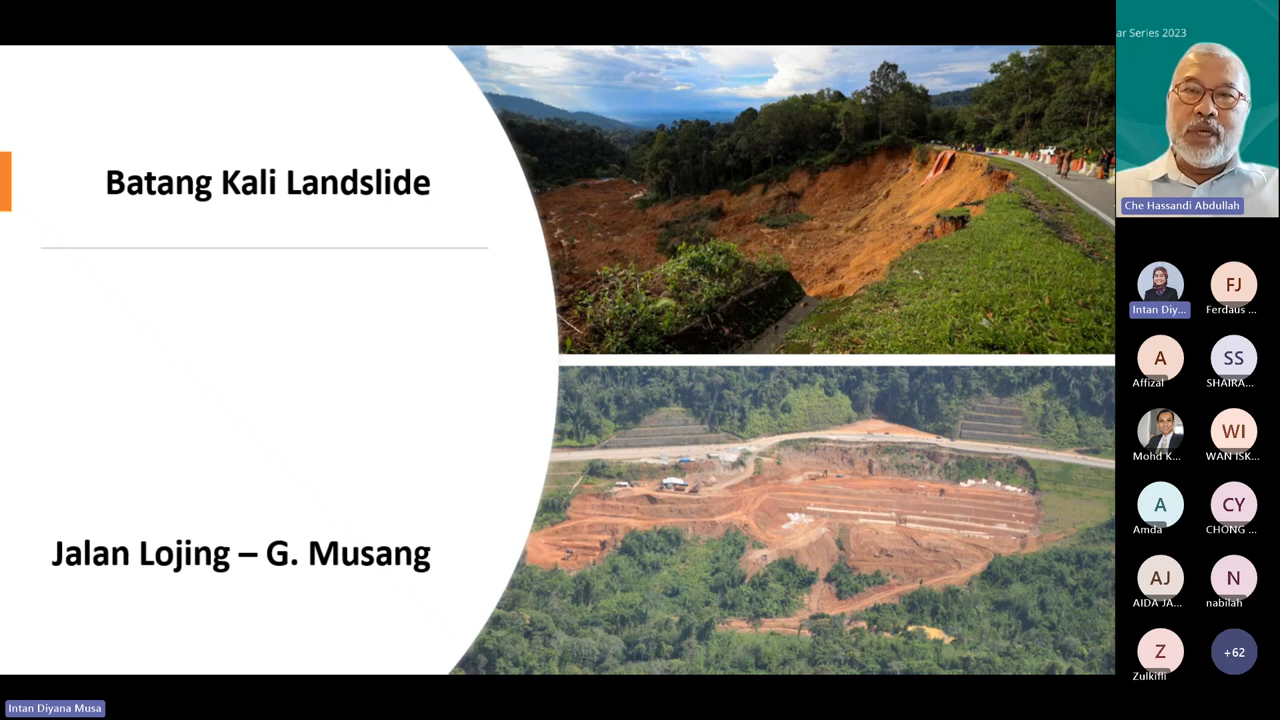 Batang Kali Landslide
Jalan Lojing – G. Musang
ar Series 2023
Che Hassandi Abdullah
Intan Diy...
FJ
Ferdaus ...
A
Affizal
SS
SHAIRA...
Mohd K...
WI
WAN ISK...
A
Amda
CY
CHONG ...
AJ
AIDA JA...
N
nabilah
Z
Zulkifli
+62
Intan Diyana Musa